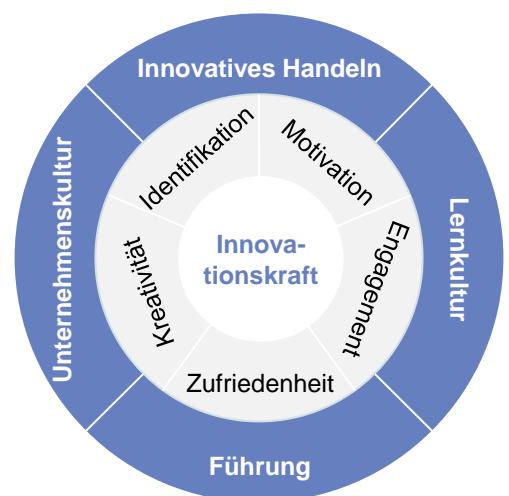 Innovatives Handeln
Identifikation
Motivation
Unternehmenskultur
Kreativität
Innova-
tionskraft
Engagement
Lernkultur
Zufriedenheit
Führung